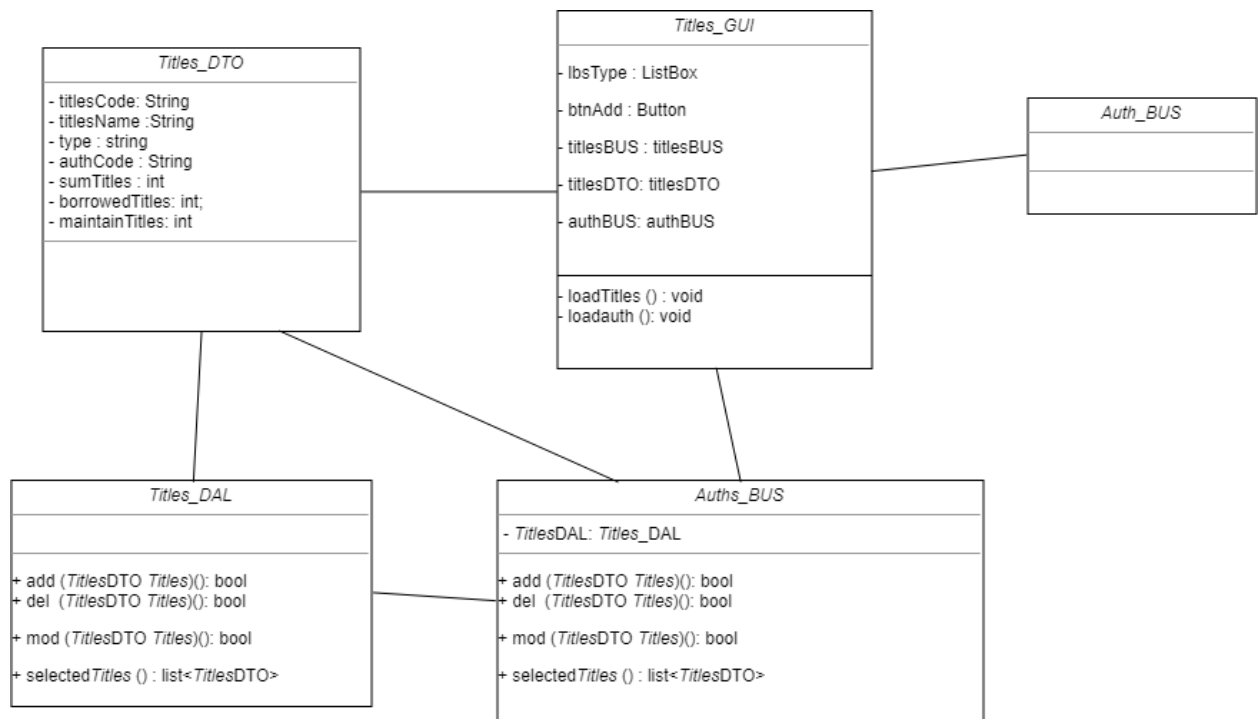 Titles_DTO
- titlesCode: String
- titlesName :String
- type : string
- authCode : String
- sumTitles : int
- borrowedTitles: int;
- maintainTitles: int
Titles_GUI
- lbsType : ListBox
- btnAdd : Button
- titlesBUS : titlesBUS
- titlesDTO: titlesDTO
- authBUS: authBUS
- loadTitles () : void
- loadauth (): void
Auth_BUS
Titles_DAL
+ add (TitlesDTO Titles)(): bool
+ del (TitlesDTO Titles)(): bool
+ mod (TitlesDTO Titles)(): bool
+ selectedTitles () : list<TitlesDTO>
Auths_BUS
- TitlesDAL: Titles_DAL
+ add (TitlesDTO Titles)(): bool
+ del (TitlesDTO Titles)(): bool
+ mod (TitlesDTO Titles)(): bool
+ selectedTitles () : list<TitlesDTO>